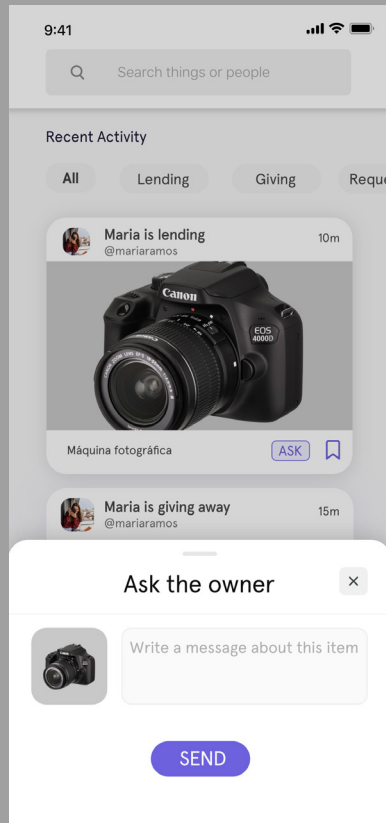 9:41
Search things or people
Recent Activity
All Lending Giving Reque
Maria is lending 10m
@mariaramos
Canon
EOS
4000D
Máquina fotográfica ASK
Maria is giving away 15m
@mariaramos
Ask the owner
Write a message about this item
SEND